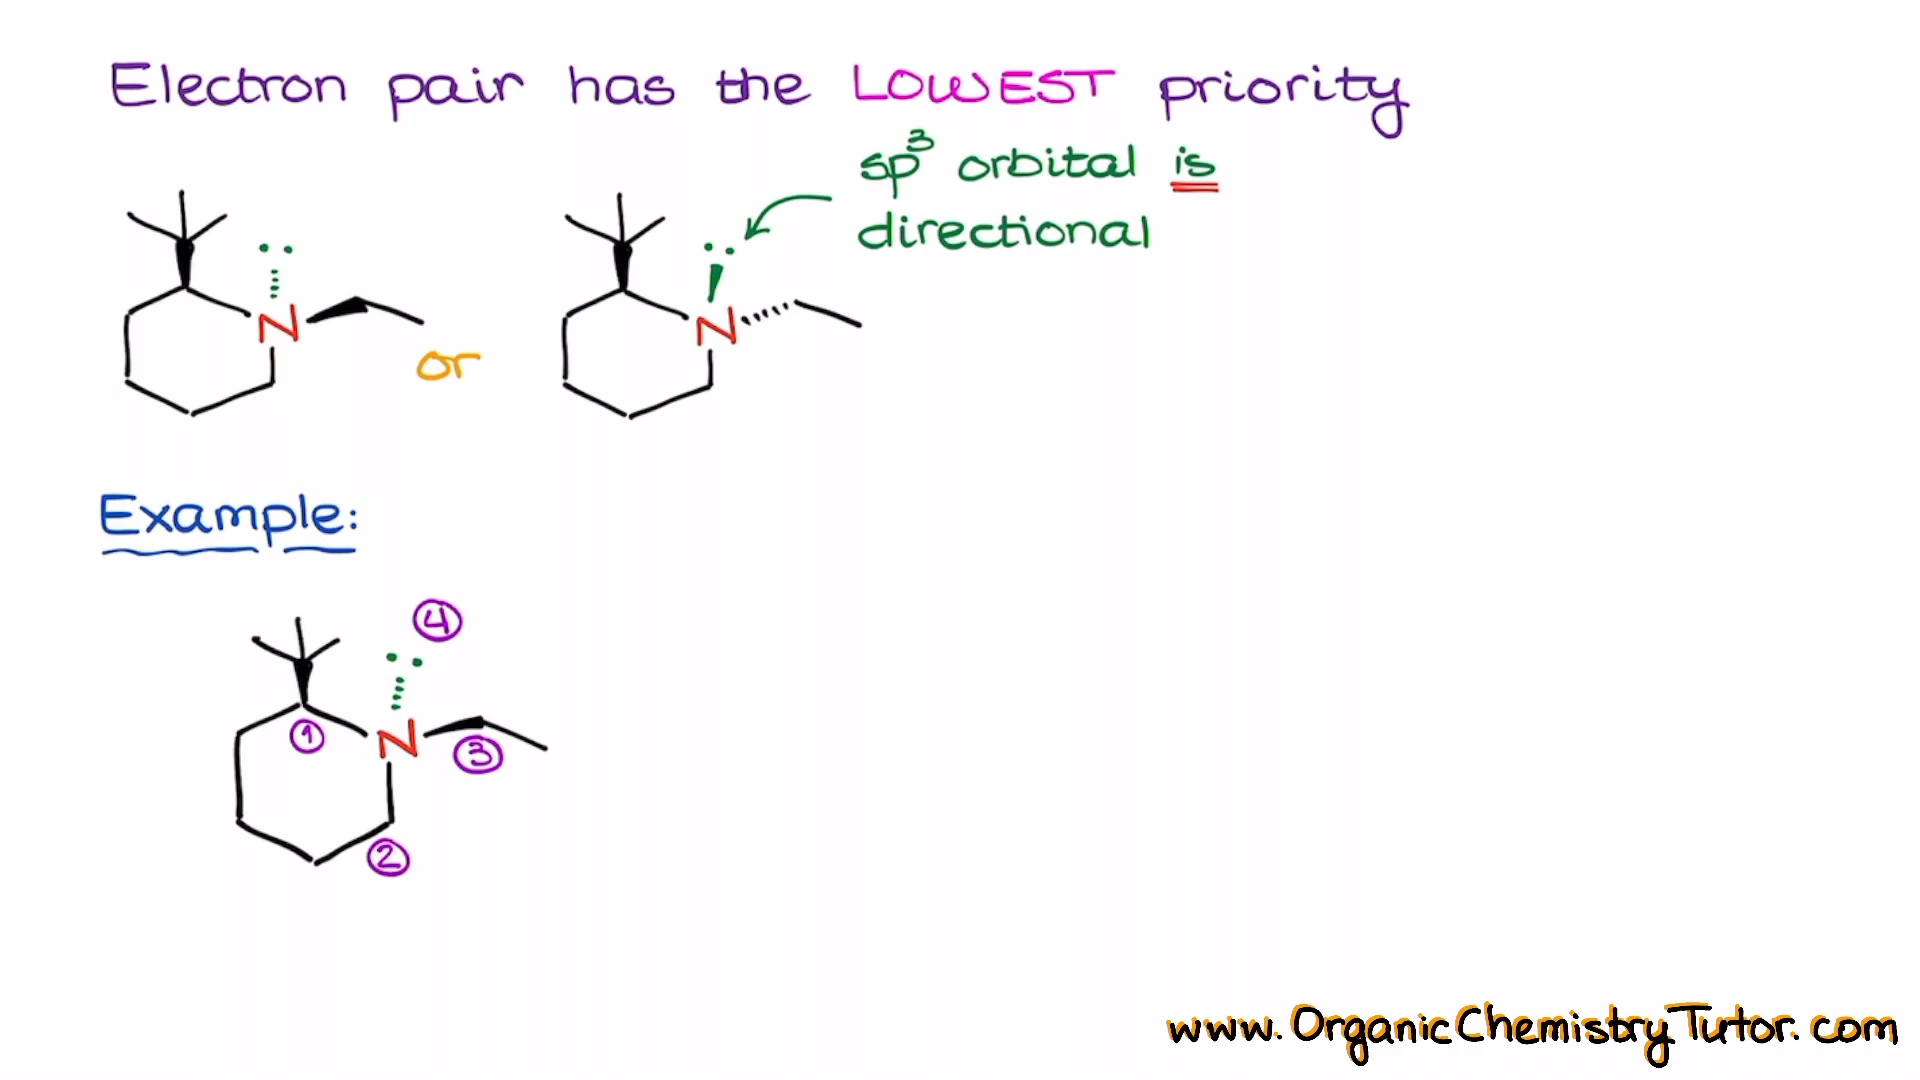 Electron pair has the LOWEST priority
sp³ orbital is
directional
N
or
N
Example:
4
1
N
3
2
www.OrganicChemistryTutor.com